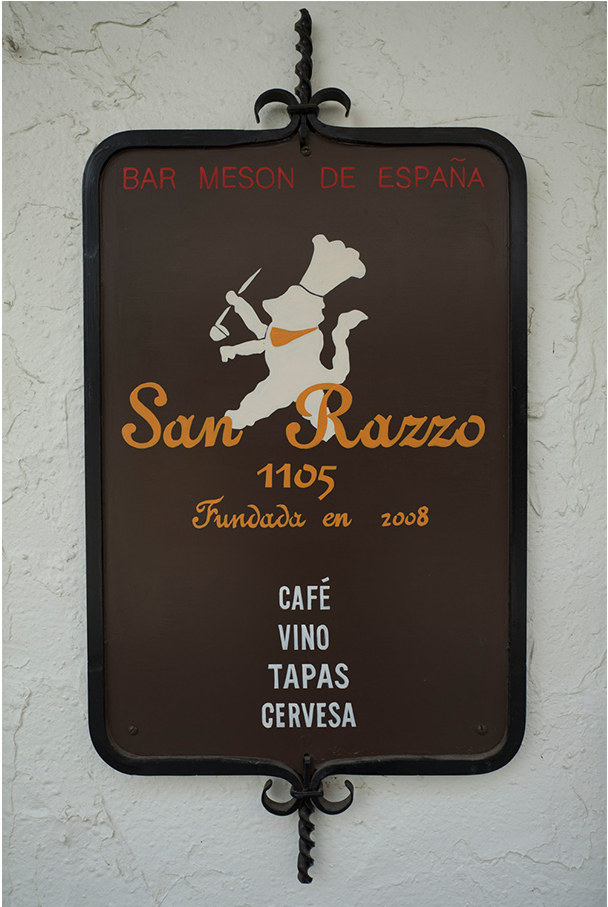 BAR MESON DE ESPAÑA
San Razzo
1105
Fundada en 2008
CAFÉ
VINO
TAPAS
CERVESA